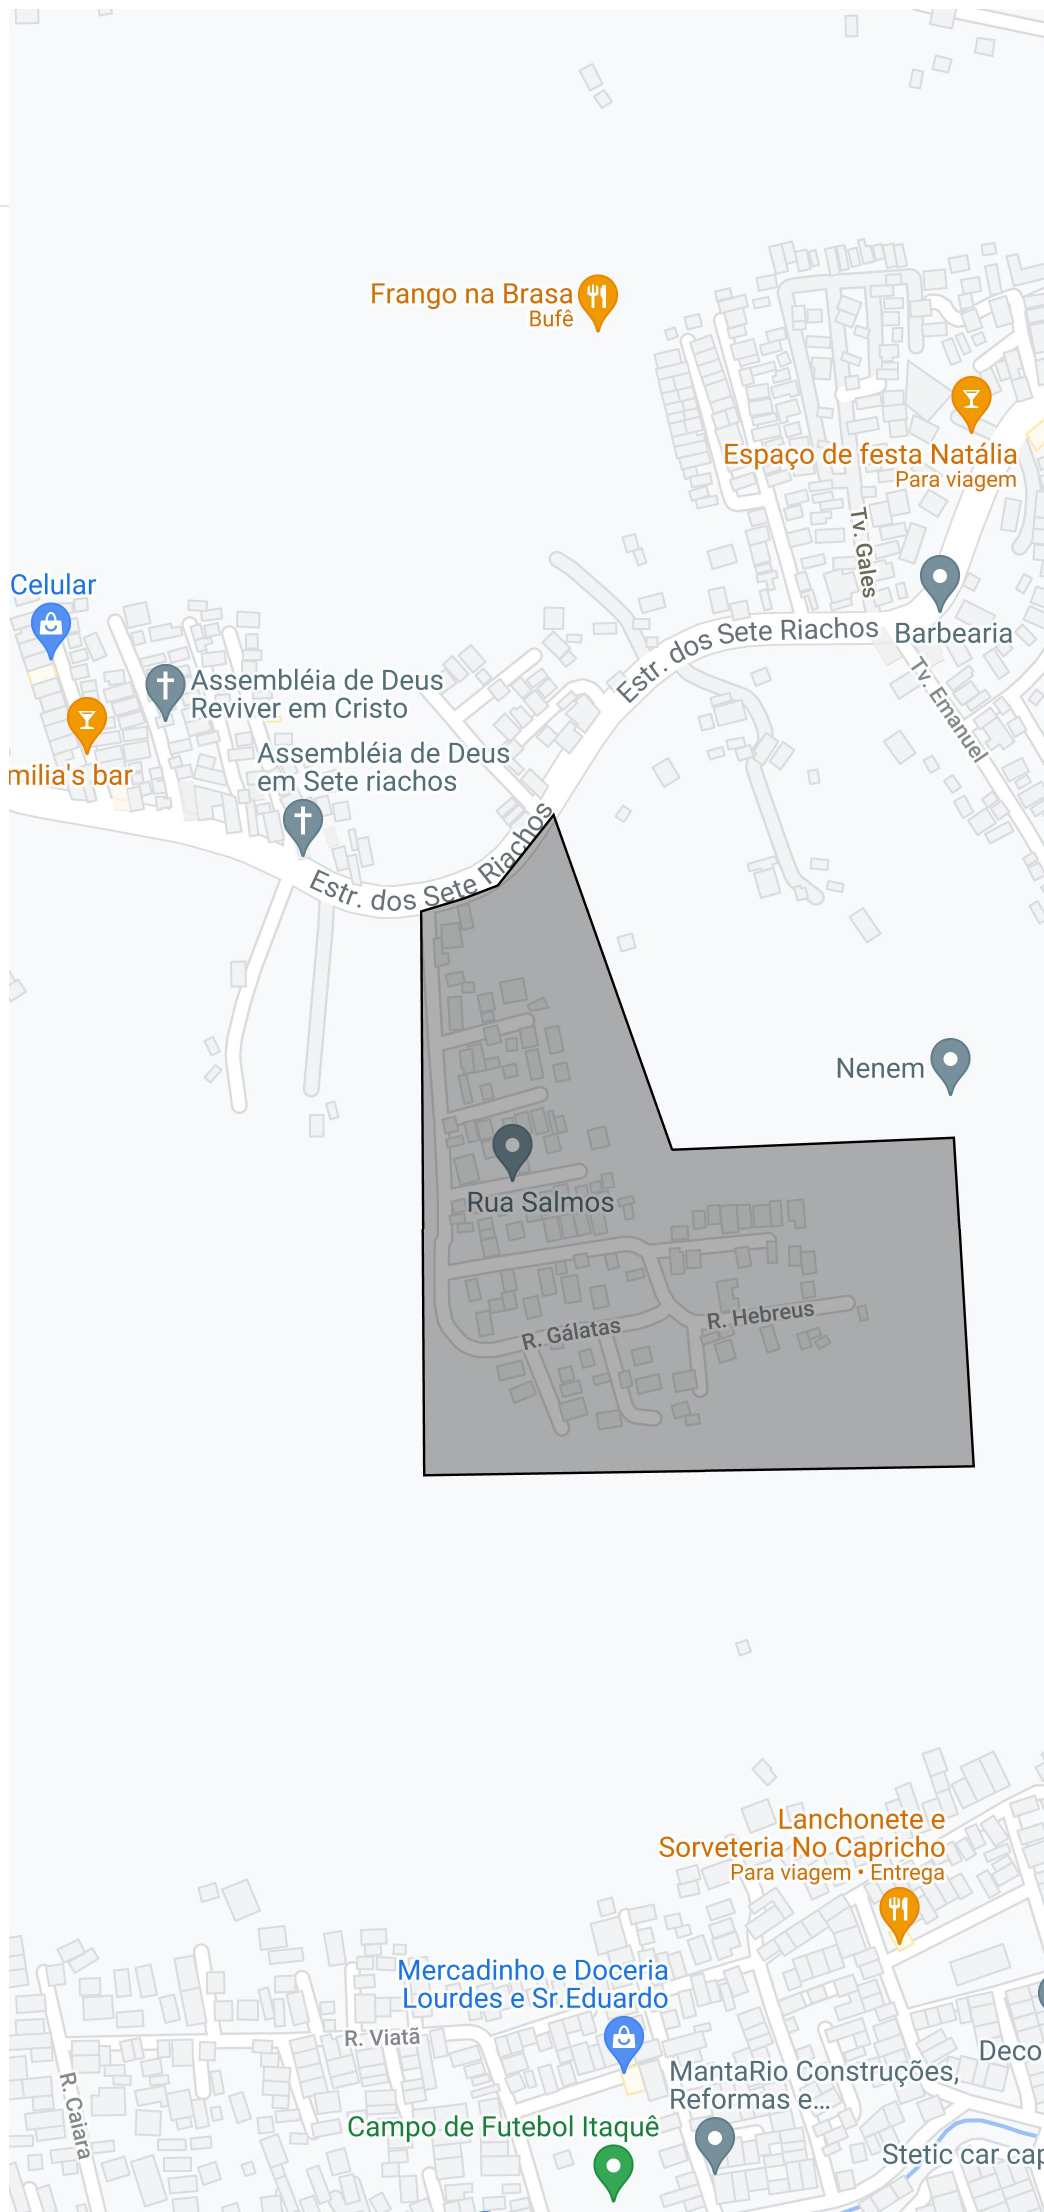 Frango na Brasa
Bufê
Espaço de festa Natália
Para viagem
Tv. Gales
Celular
Estr. dos Sete Riachos
Barbearia
Tv. Emanuel
Assembléia de Deus
Reviver em Cristo
milia's bar
Assembléia de Deus
em Sete riachos
Estr. dos Sete Riachos
Nenem
Rua Salmos
R. Hebreus
R. Gálatas
Lanchonete e
Sorveteria No Capricho
Para viagem • Entrega
Mercadinho e Doceria
Lourdes e Sr.Eduardo
R. Viatã
Deco
MantaRio Construções,
Reformas e...
R. Caiara
Campo de Futebol Itaquê
Stetic car cap